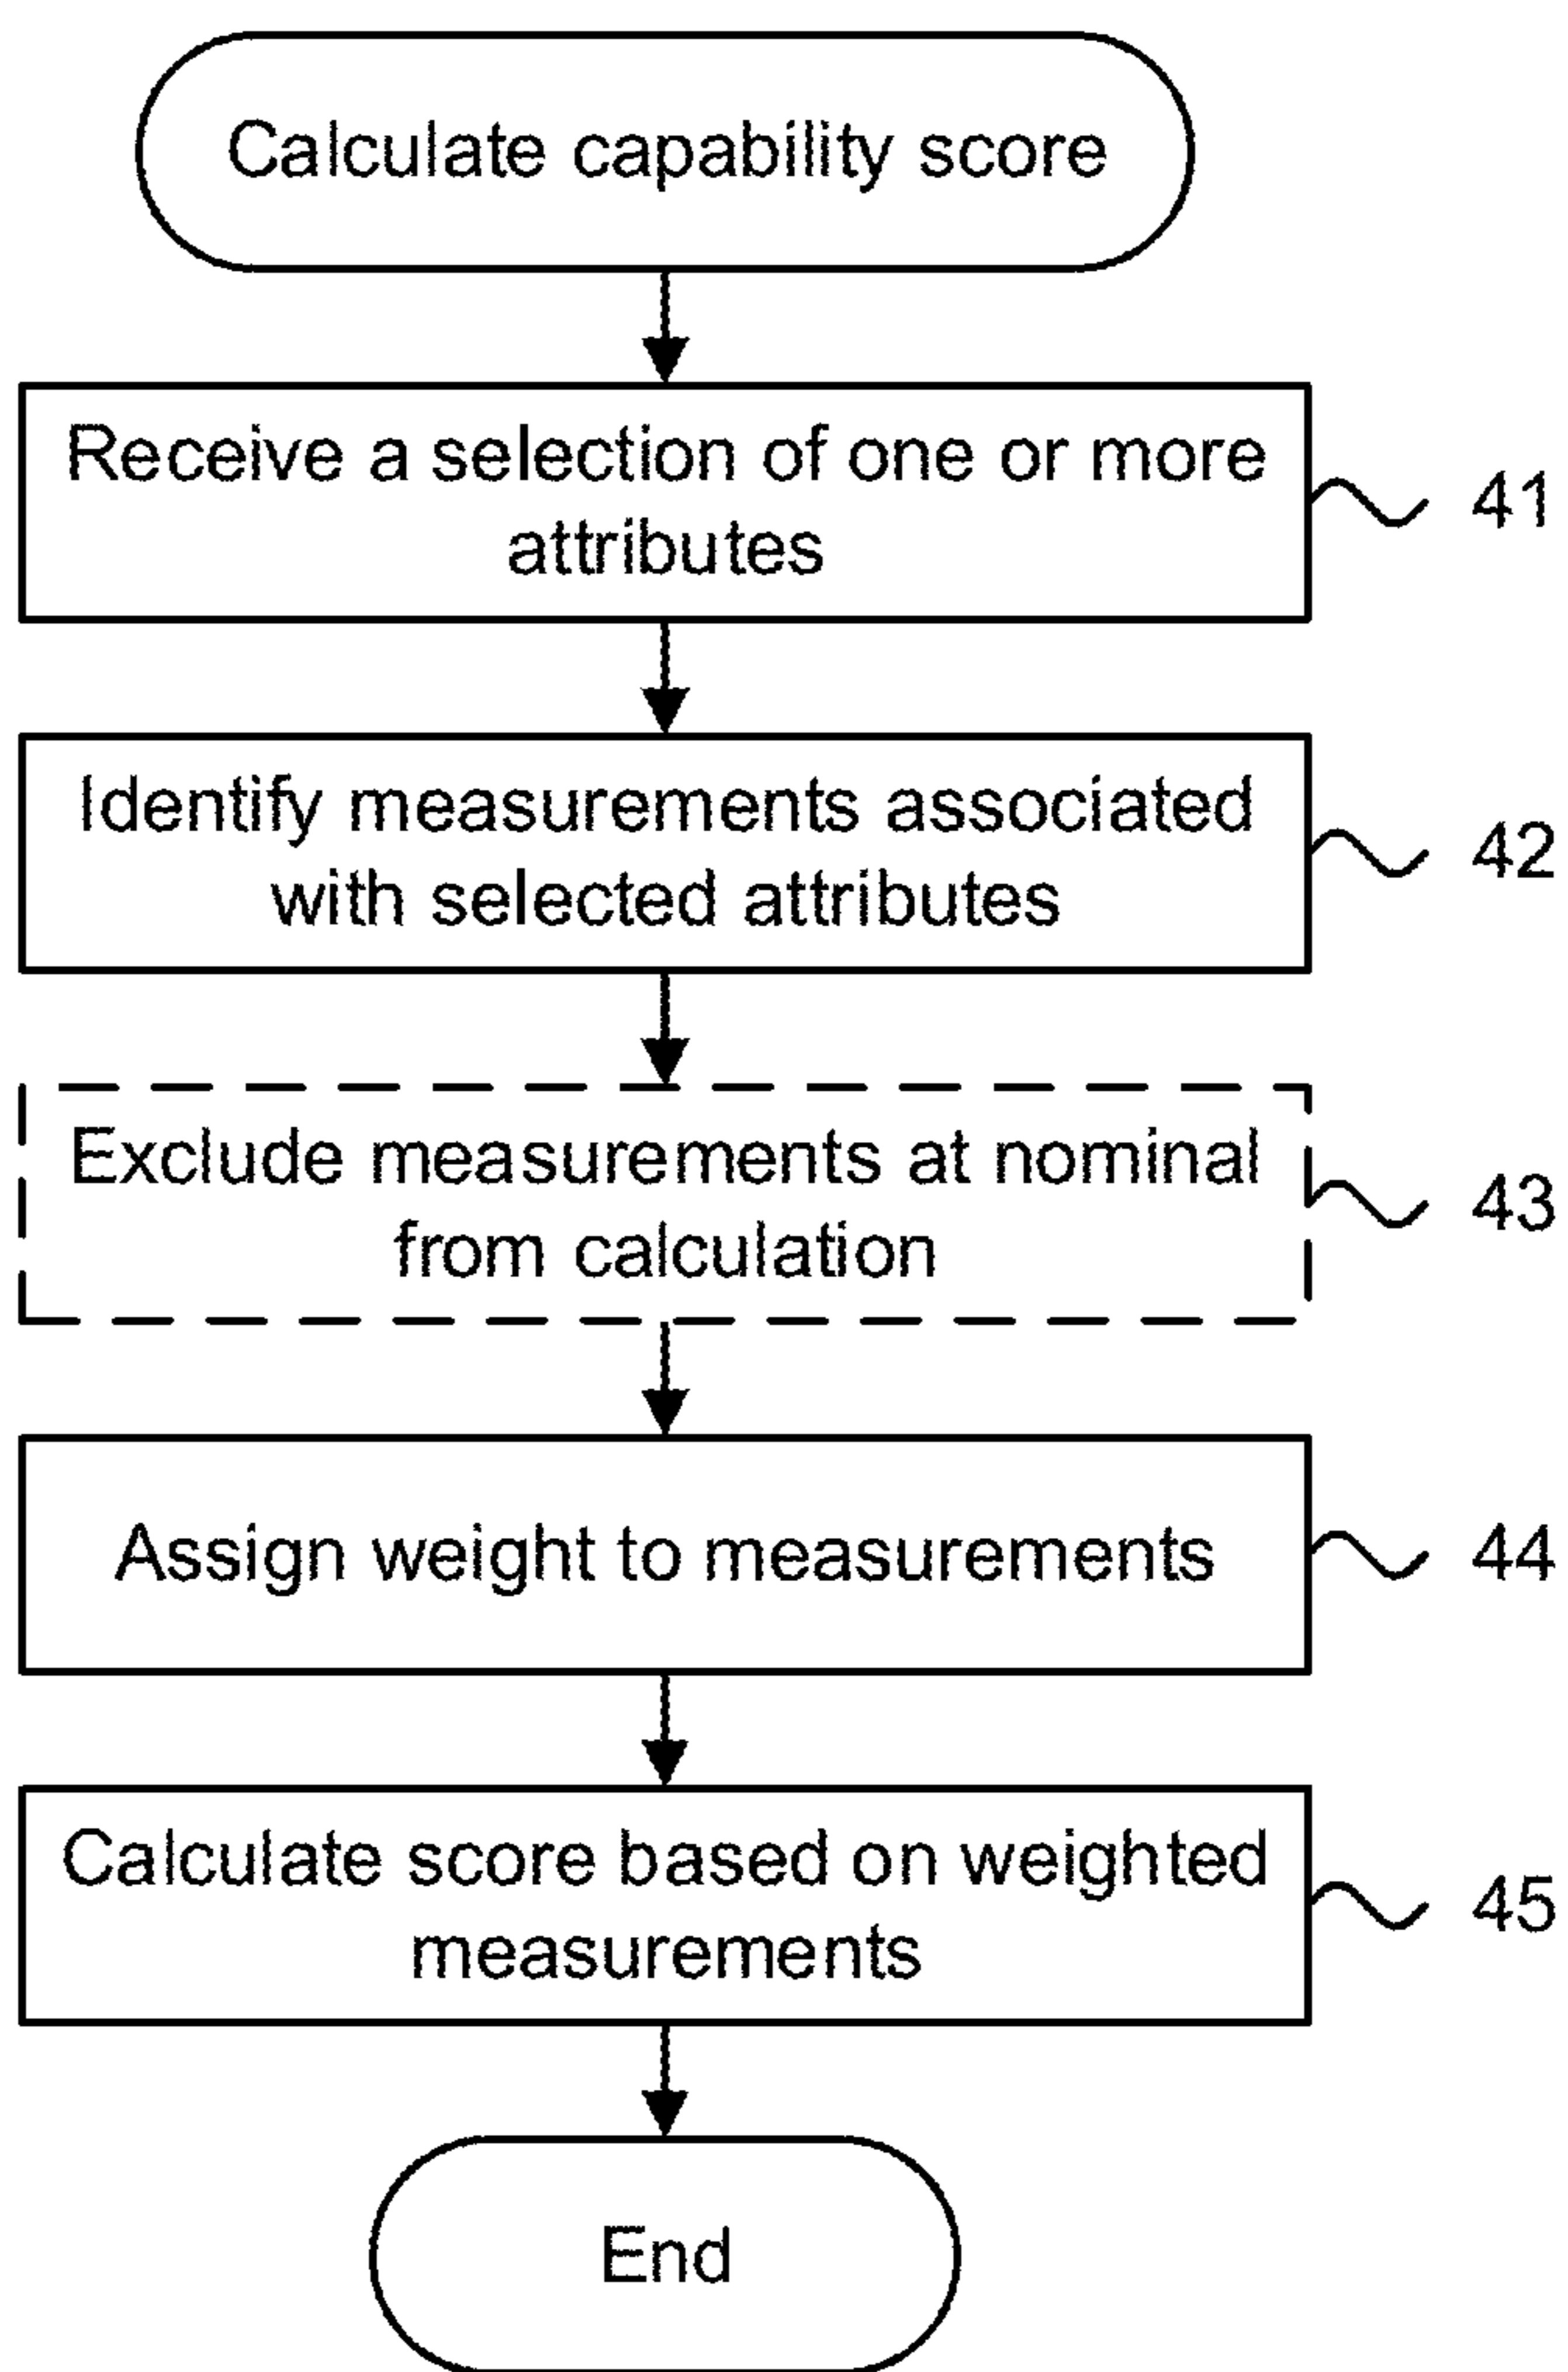 Calculate capability score
Receive a selection of one or more
attributes
41
Identify measurements associated
with selected attributes
42
Exclude measurements at nominal
from calculation
43
Assign weight to measurements
44
Calculate score based on weighted
measurements
45
End